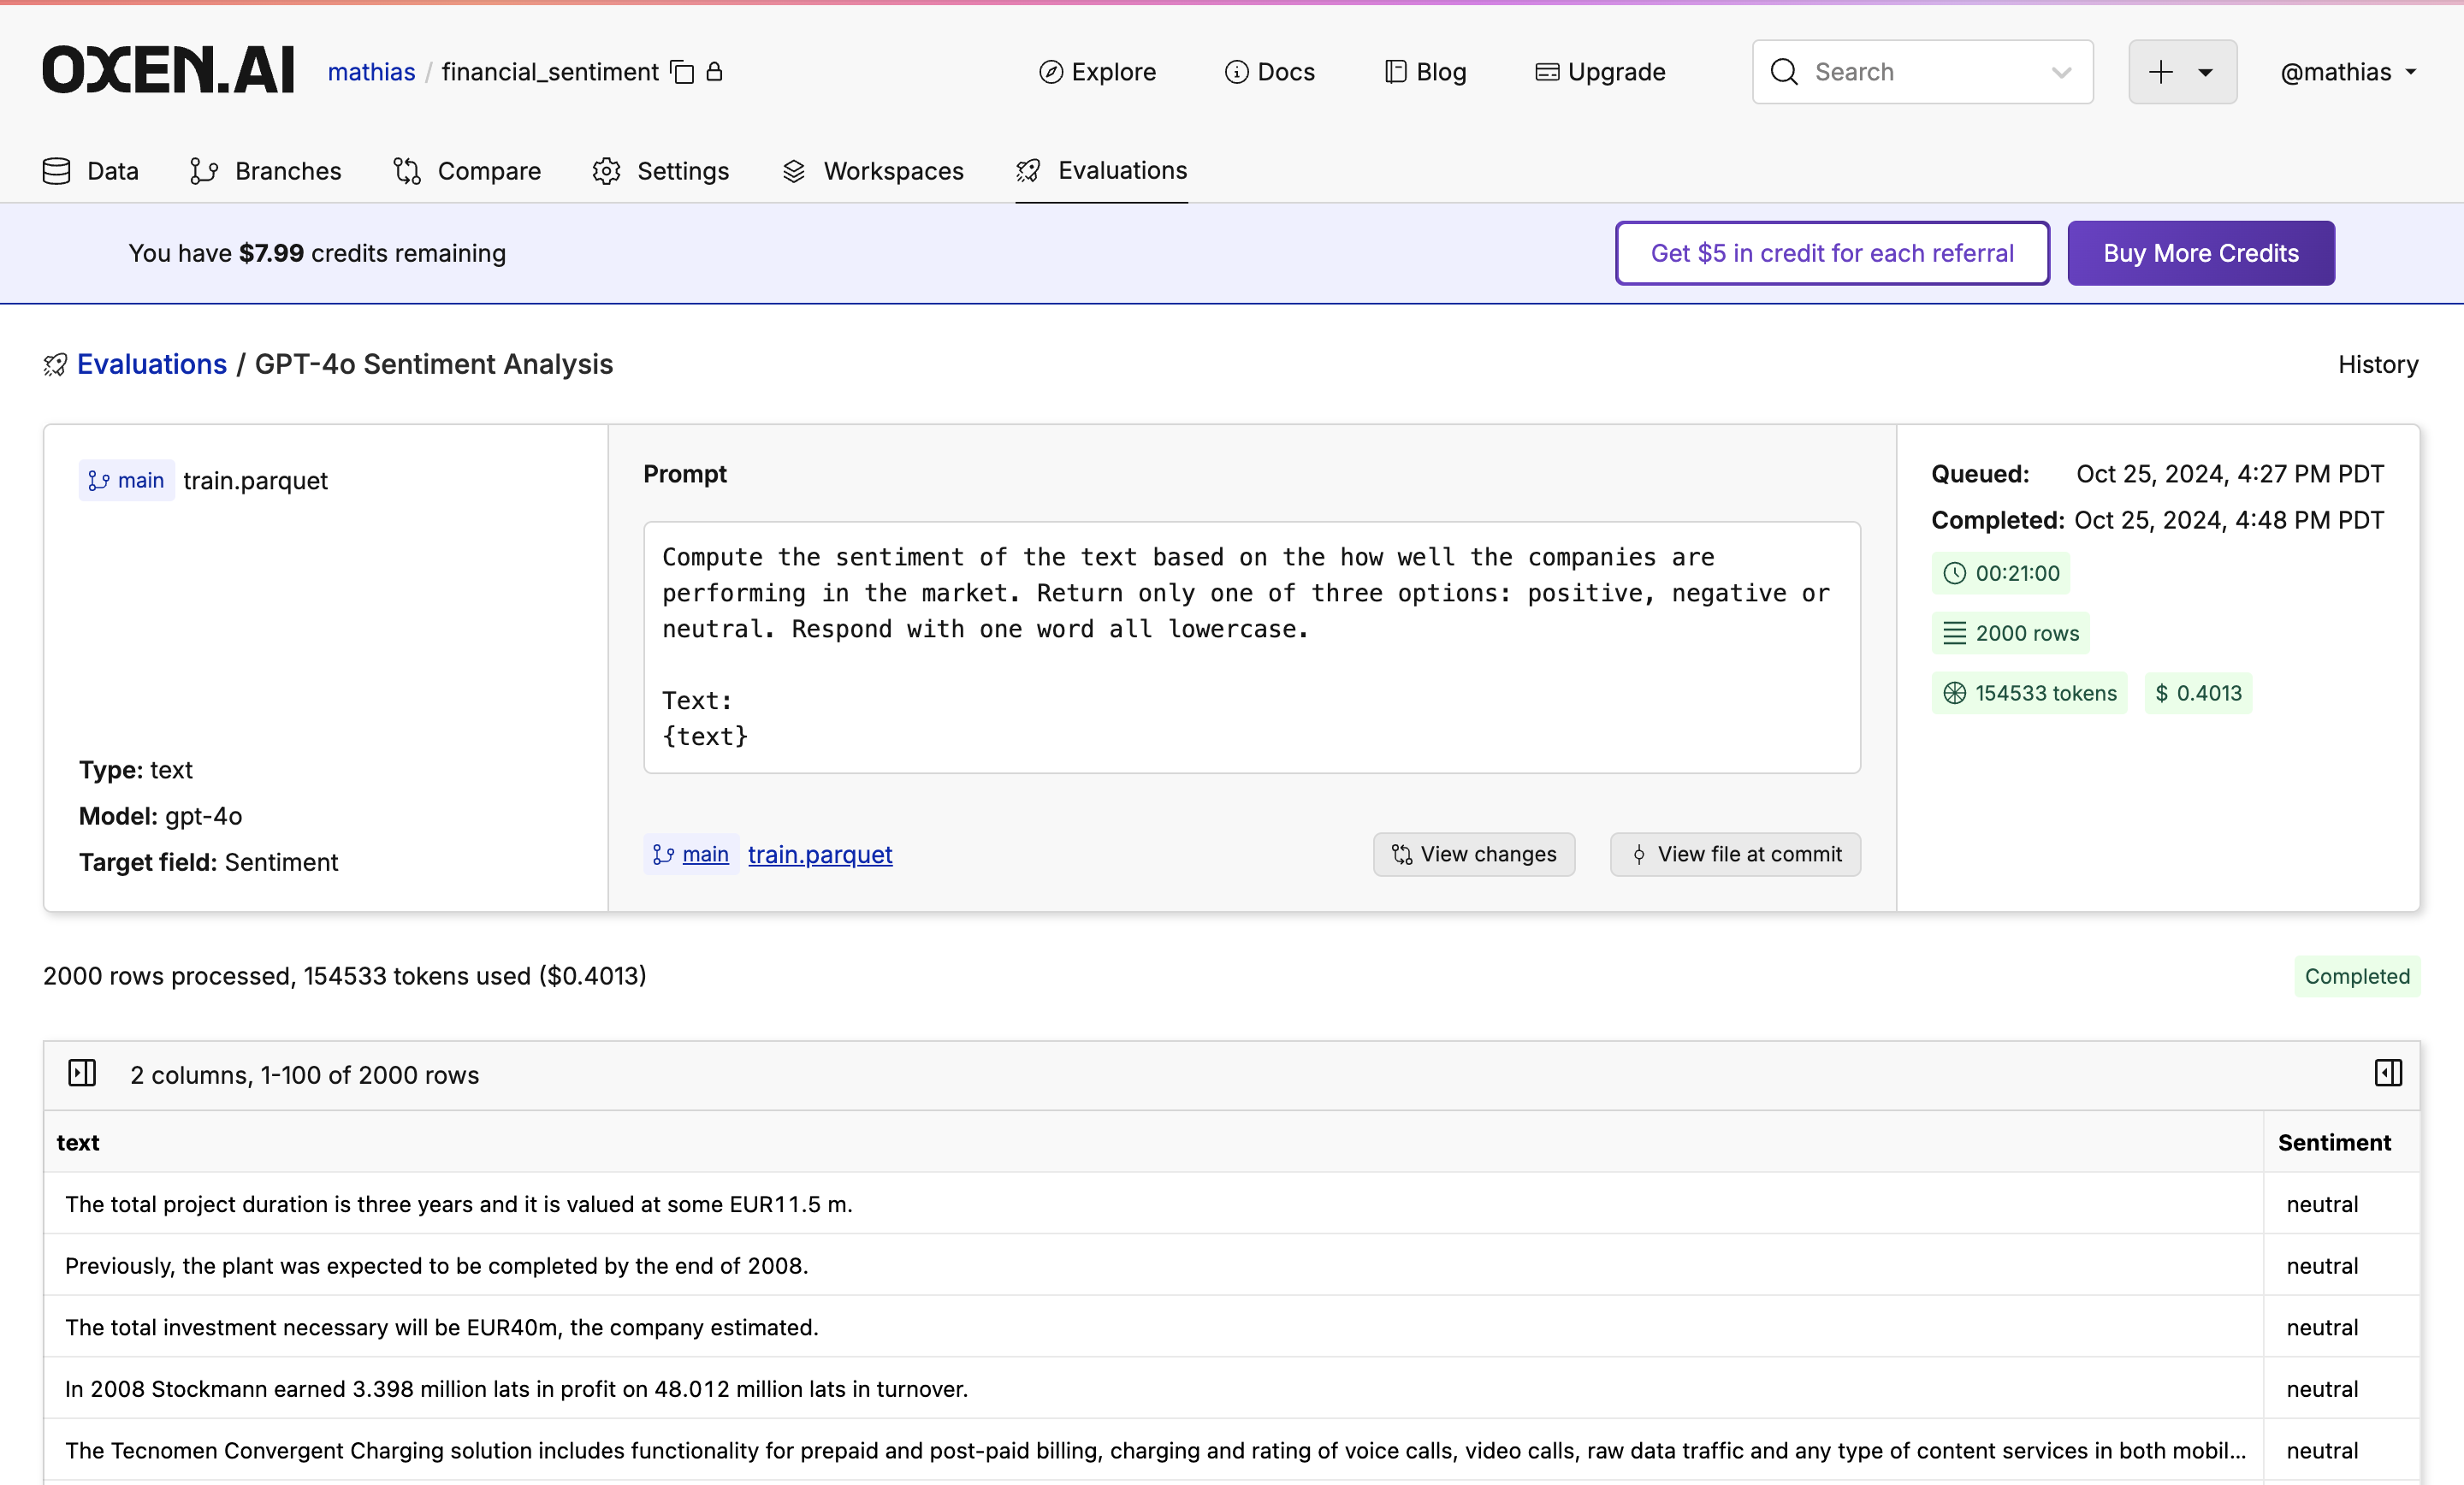 OXEN.AI mathias / financial_sentiment Explore Docs Blog Upgrade Search @mathias
Data Branches Compare Settings Workspaces Evaluations
You have $7.99 credits remaining Get $5 in credit for each referral Buy More Credits
Evaluations / GPT-4o Sentiment Analysis History
main train.parquet
Type: text
Model: gpt-4o
Target field: Sentiment
Prompt
Compute the sentiment of the text based on the how well the companies are
performing in the market. Return only one of three options: positive, negative or
neutral. Respond with one word all lowercase.
Text:
{text}
main train.parquet View changes View file at commit
Queued: Oct 25, 2024, 4:27 PM PDT
Completed: Oct 25, 2024, 4:48 PM PDT
00:21:00
2000 rows
154533 tokens $ 0.4013
2000 rows processed, 154533 tokens used ($0.4013) Completed
2 columns, 1-100 of 2000 rows
text Sentiment
The total project duration is three years and it is valued at some EUR11.5 m. neutral
Previously, the plant was expected to be completed by the end of 2008. neutral
The total investment necessary will be EUR40m, the company estimated. neutral
In 2008 Stockmann earned 3.398 million lats in profit on 48.012 million lats in turnover. neutral
The Tecnomen Convergent Charging solution includes functionality for prepaid and post-paid billing, charging and rating of voice calls, video calls, raw data traffic and any type of content services in both mobil... neutral